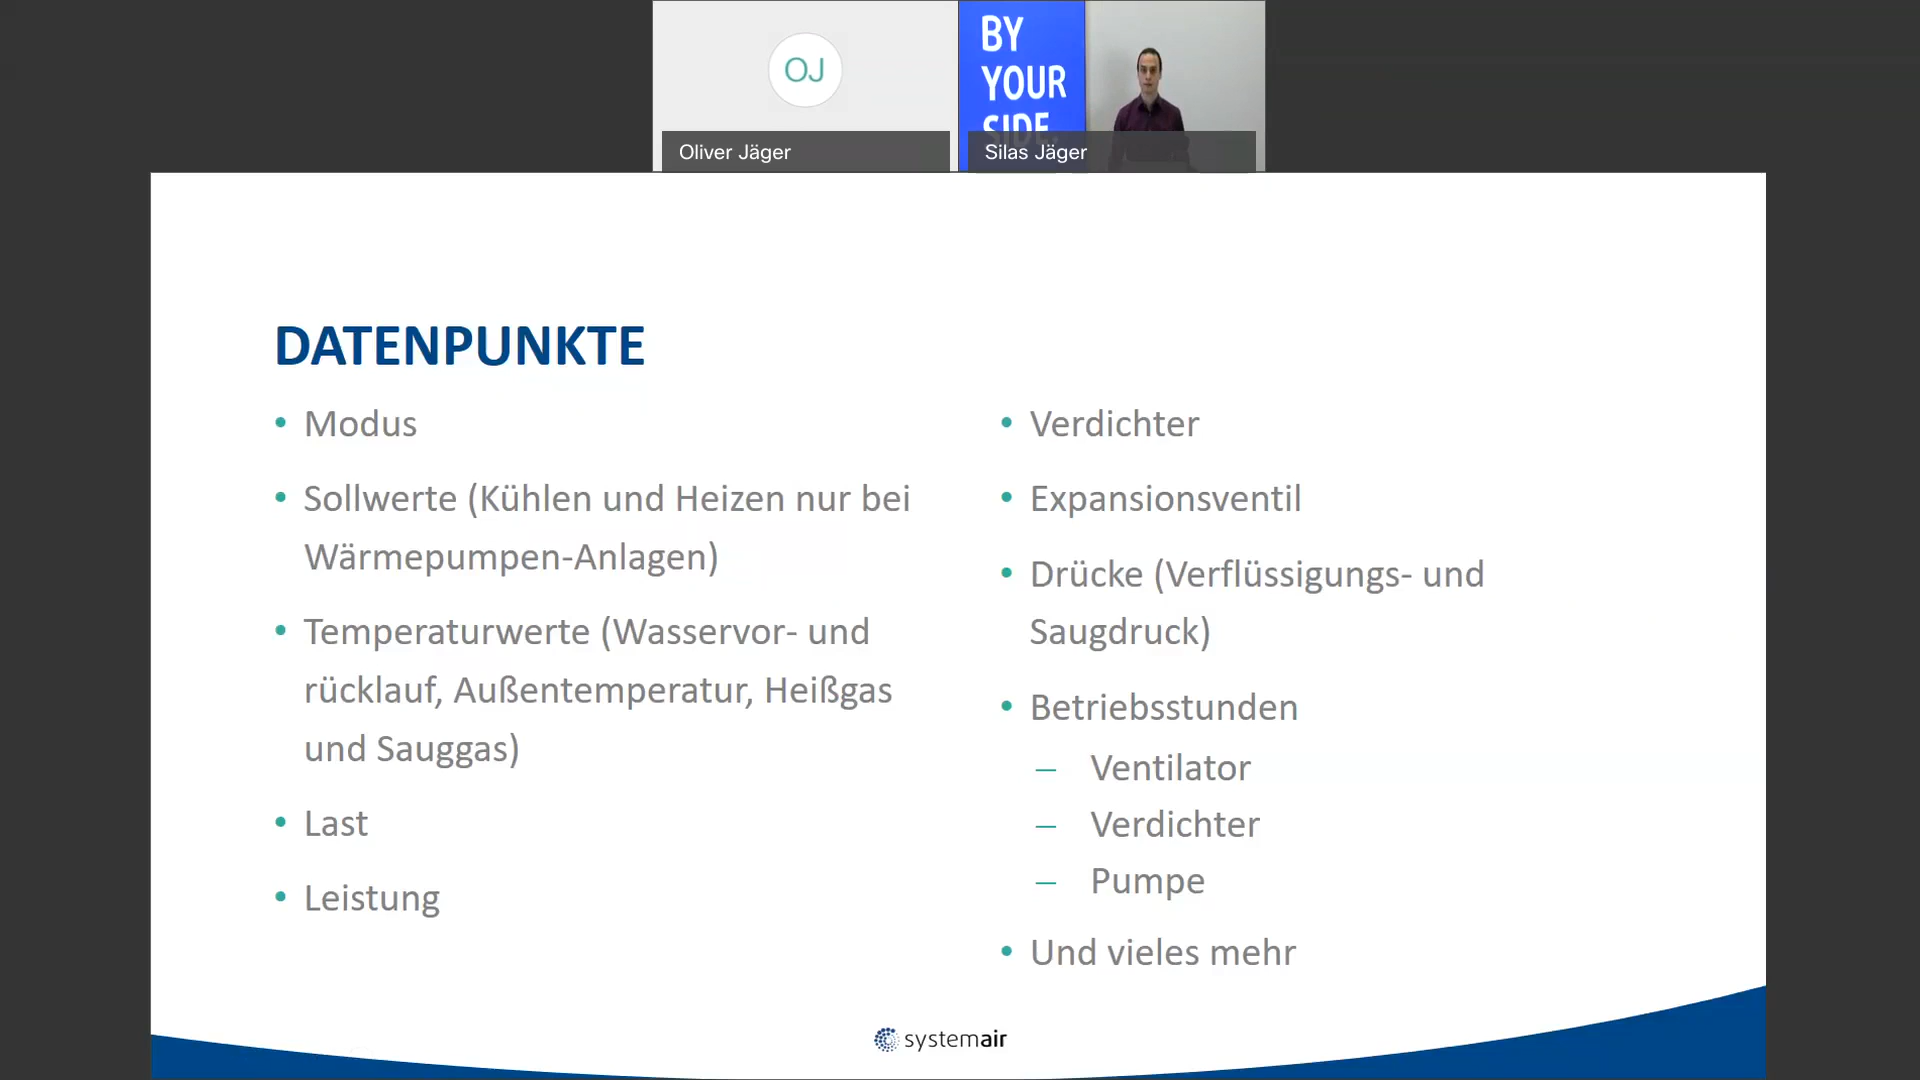 OJ
Oliver Jäger
BY
YOUR
SIDE.
Silas Jäger
DATENPUNKTE
• Modus
• Sollwerte (Kühlen und Heizen nur bei
Wärmepumpen-Anlagen)
• Temperaturwerte (Wasservor- und
rücklauf, Außentemperatur, Heißgas
und Sauggas)
• Last
• Leistung
• Verdichter
• Expansionsventil
• Drücke (Verflüssigungs- und
Saugdruck)
• Betriebsstunden
– Ventilator
– Verdichter
– Pumpe
• Und vieles mehr
systemair